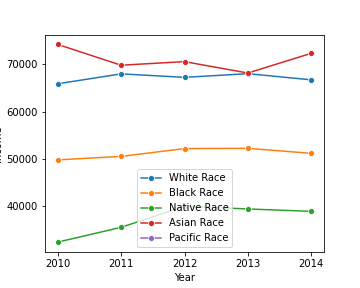 70000
60000
50000
40000
White Race
Black Race
Native Race
Asian Race
Pacific Race
2010 2011 2012 2013 2014
Year